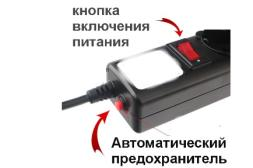 кнопка
включения
питания
Автоматический
предохранитель